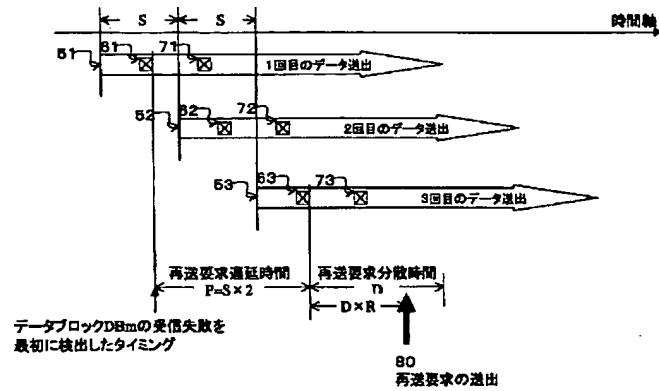 S S
時間軸
51 61 71
1回目のデータ送出
52 62 72
2回目のデータ送出
53 63 73
3回目のデータ送出
再送要求遅延時間
P=S×2
再送要求分散時間
D
D×R
データブロックDBmの受信失敗を
最初に検出したタイミング
80
再送要求の送出